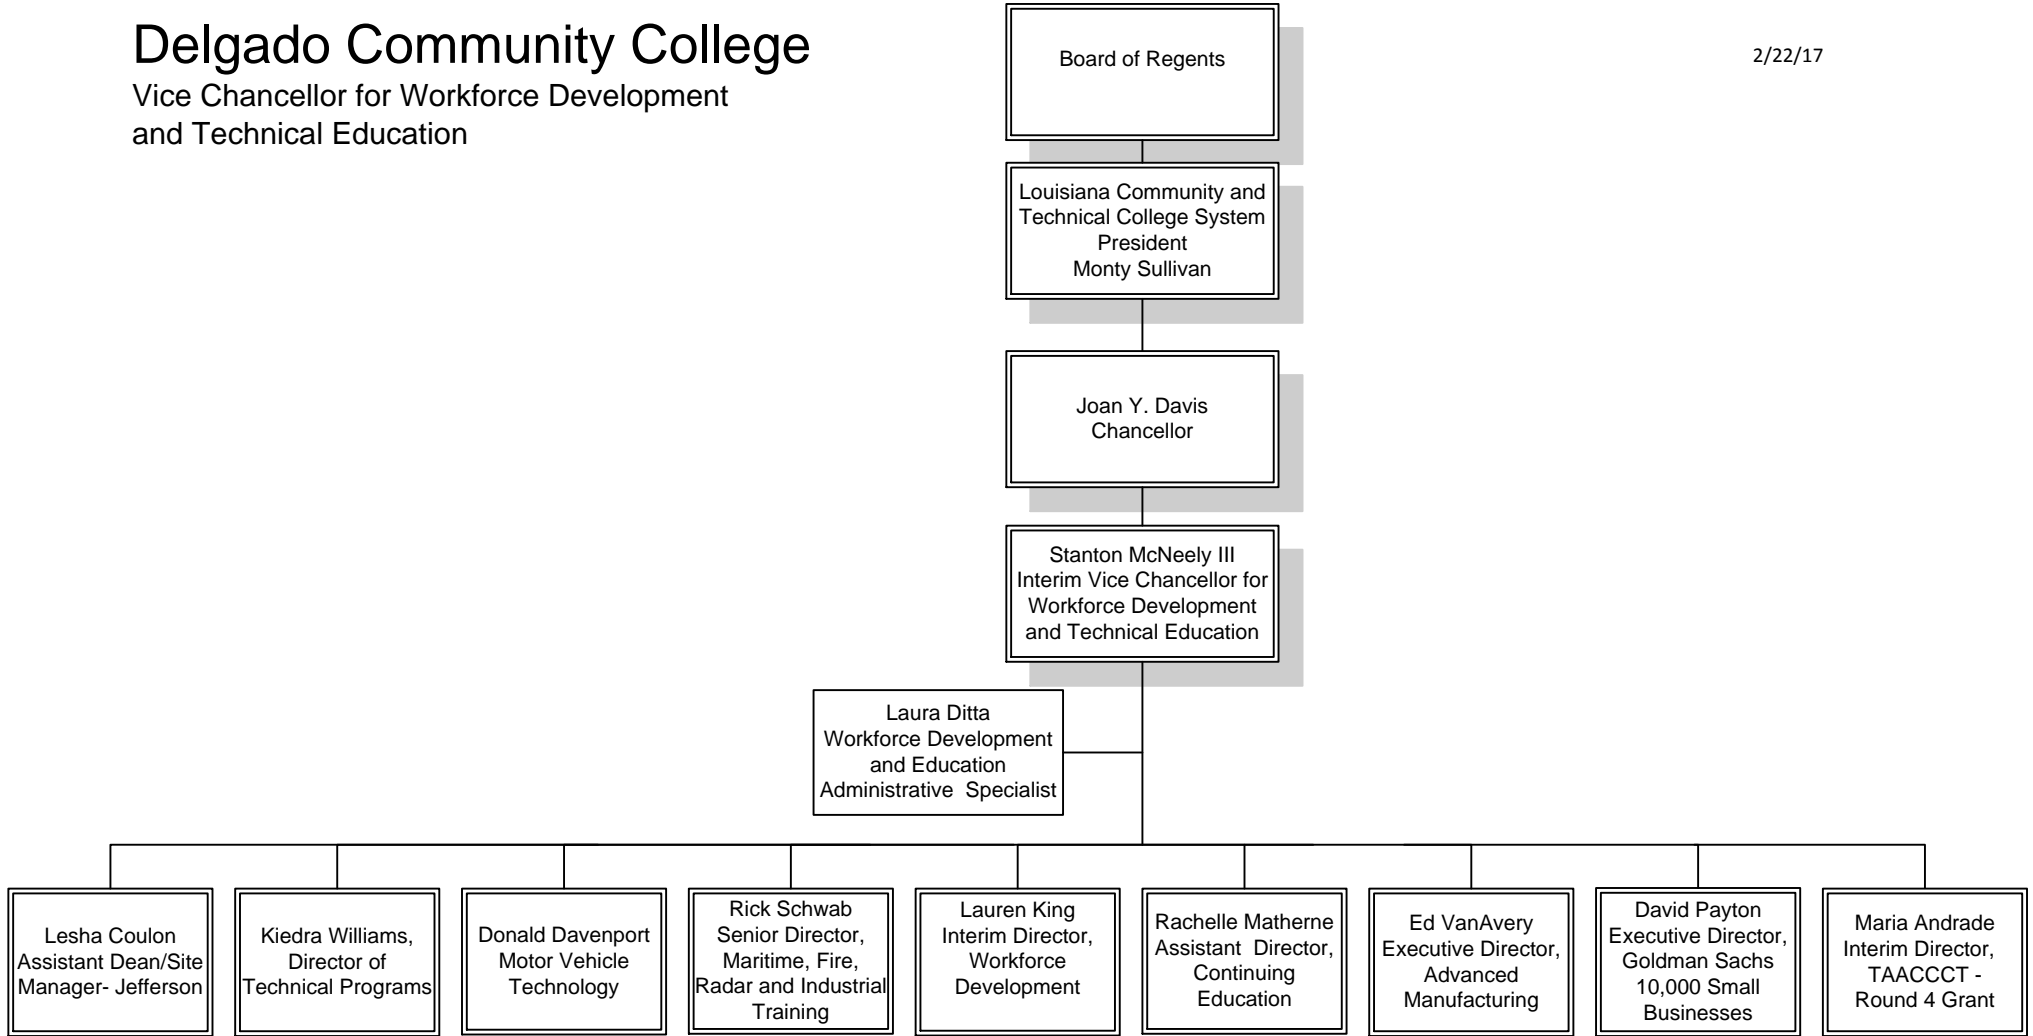 Delgado Community College
Vice Chancellor for Workforce Development
and Technical Education
2/22/17
Board of Regents
Louisiana Community and
Technical College System
President
Monty Sullivan
Joan Y. Davis
Chancellor
Stanton McNeely III
Interim Vice Chancellor for
Workforce Development
and Technical Education
Laura Ditta
Workforce Development
and Education
Administrative Specialist
Lesha Coulon
Assistant Dean/Site
Manager- Jefferson
Kiedra Williams,
Director of
Technical Programs
Donald Davenport
Motor Vehicle
Technology
Rick Schwab
Senior Director,
Maritime, Fire,
Radar and Industrial
Training
Lauren King
Interim Director,
Workforce
Development
Rachelle Matherne
Assistant Director,
Continuing
Education
Ed VanAvery
Executive Director,
Advanced
Manufacturing
David Payton
Executive Director,
Goldman Sachs
10,000 Small
Businesses
Maria Andrade
Interim Director,
TAACCCT -
Round 4 Grant